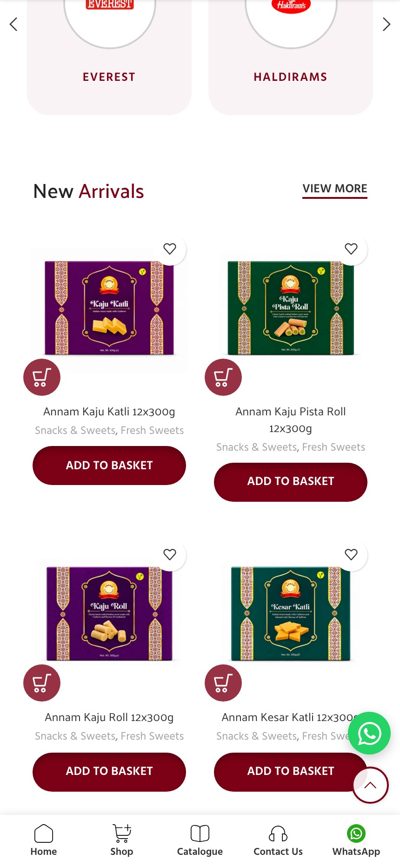 EVEREST
Haldiram's
EVEREST
HALDIRAMS
New Arrivals
VIEW MORE
Kaju Katli
Kaju
Pista Roll
Annam Kaju Katli 12x300g
Snacks & Sweets, Fresh Sweets
ADD TO BASKET
Annam Kaju Pista Roll
12x300g
Snacks & Sweets, Fresh Sweets
ADD TO BASKET
Kaju Roll
Kesar Katli
Annam Kaju Roll 12x300g
Snacks & Sweets, Fresh Sweets
ADD TO BASKET
Annam Kesar Katli 12x300g
Snacks & Sweets, Fresh
ADD TO BASKET
Home
Shop
Catalogue
Contact Us
WhatsApp